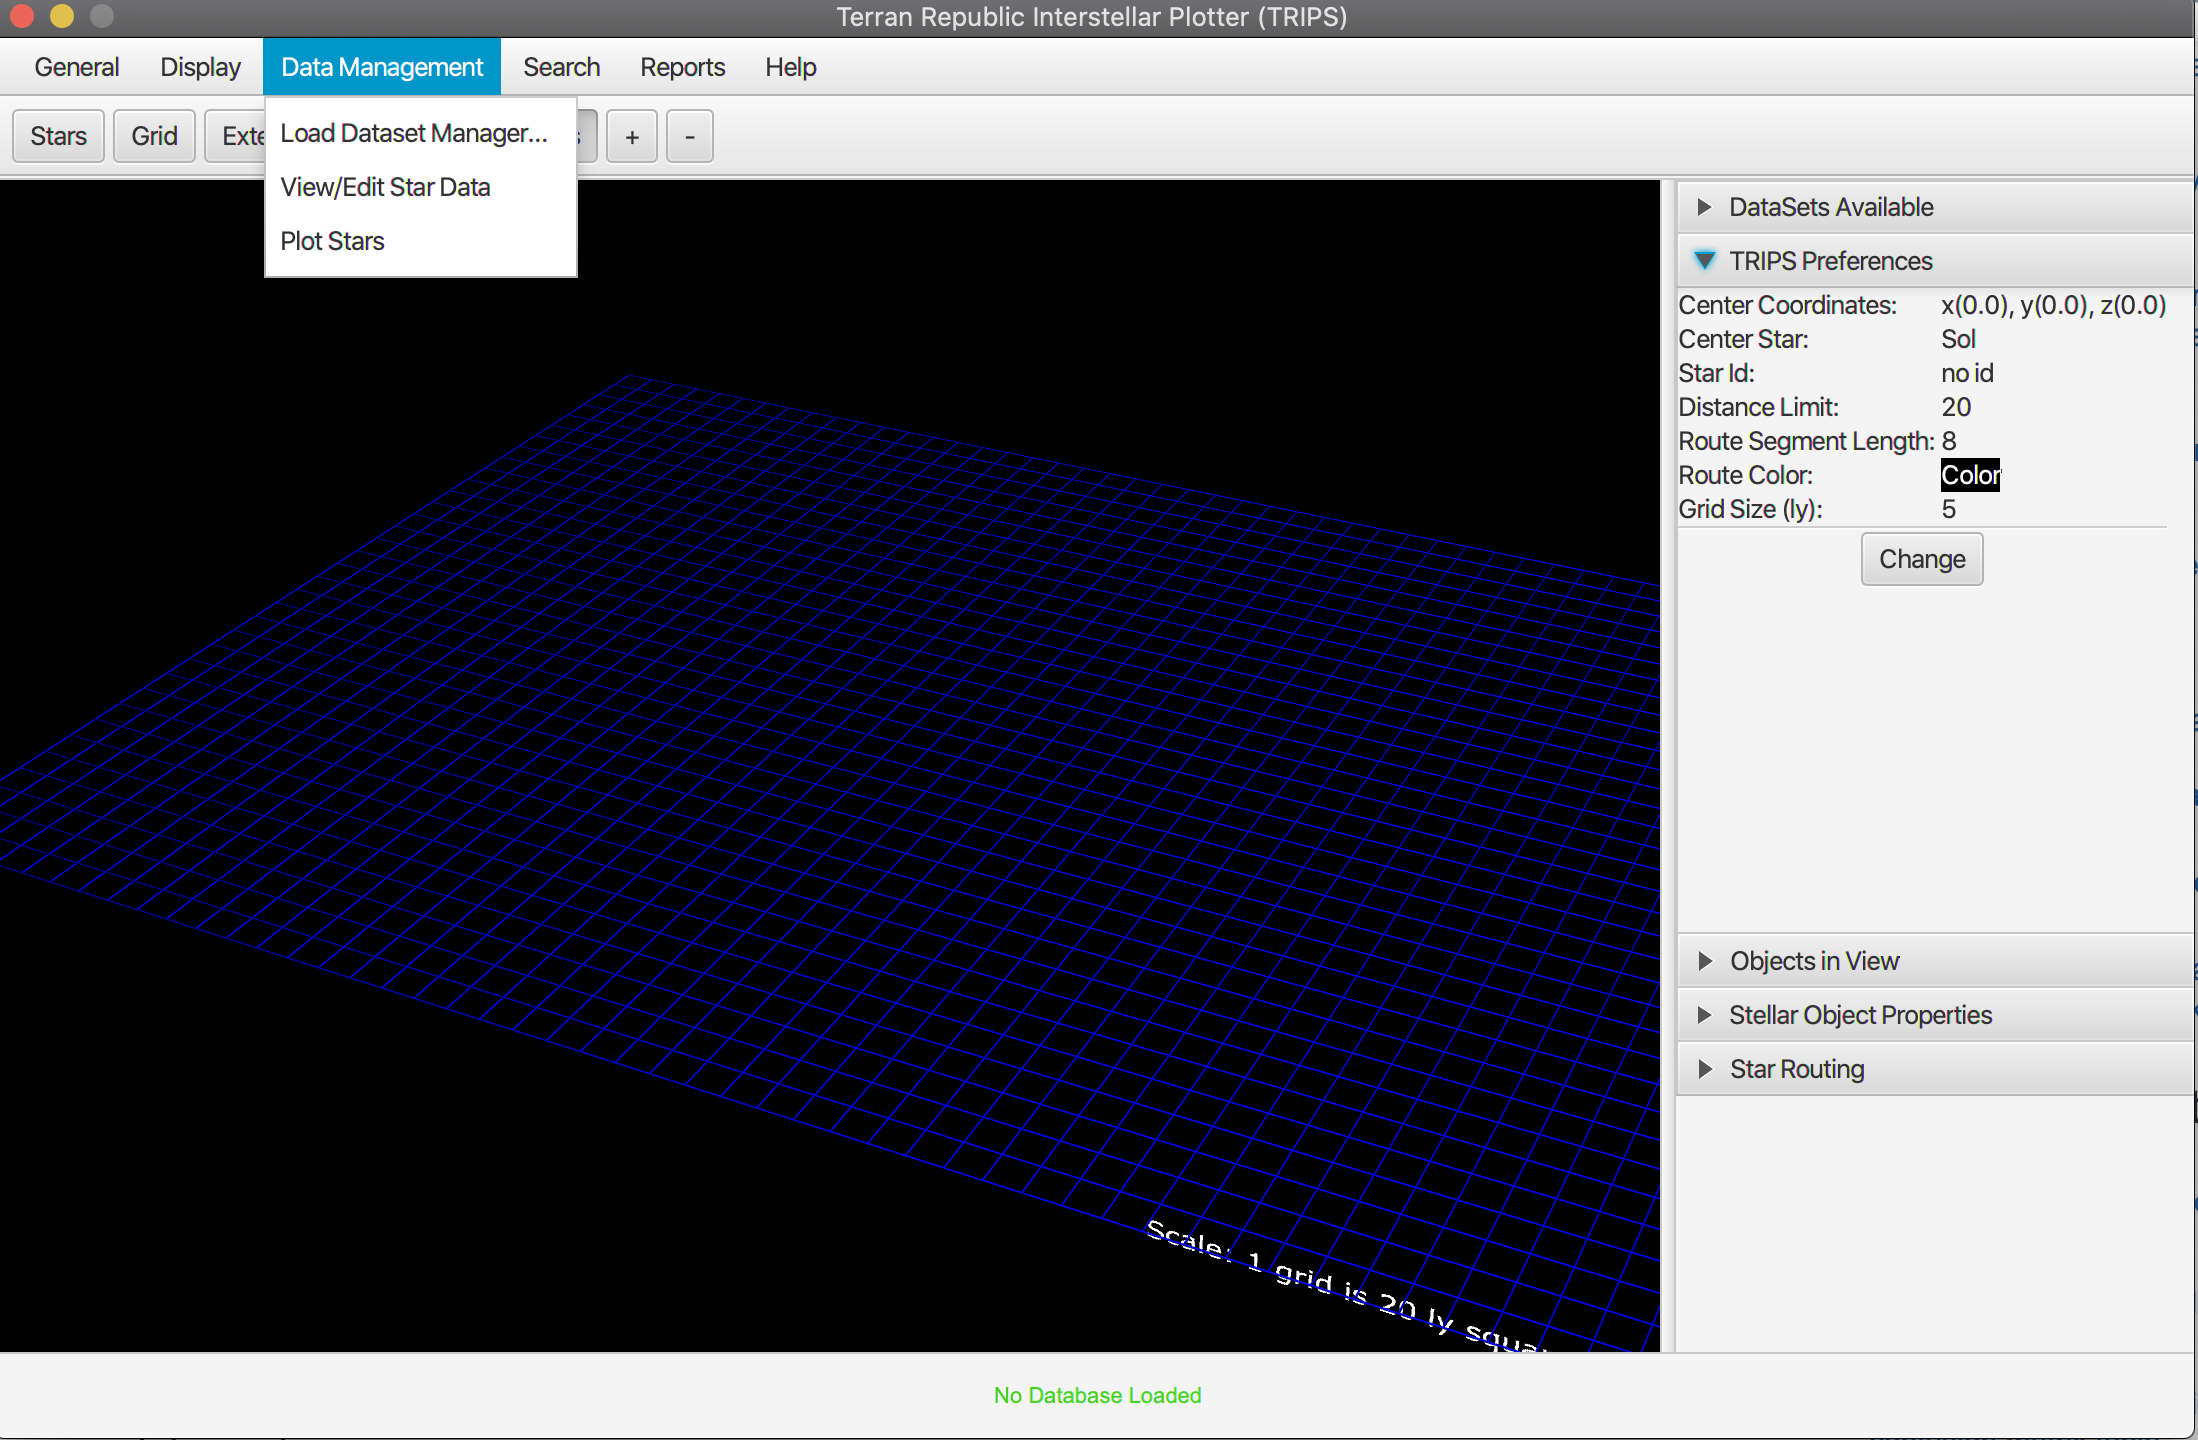 Terran Republic Interstellar Plotter (TRIPS)
General Display Data Management Search Reports Help
Stars Grid + -
Load Dataset Manager...
View/Edit Star Data
Plot Stars
DataSets Available
TRIPS Preferences
Center Coordinates: x(0.0), y(0.0), z(0.0)
Center Star: Sol
Star Id: no id
Distance Limit: 20
Route Segment Length: 8
Route Color: Color
Grid Size (ly): 5
Change
Objects in View
Stellar Object Properties
Star Routing
Scale: 1 grid is 20 ly
No Database Loaded